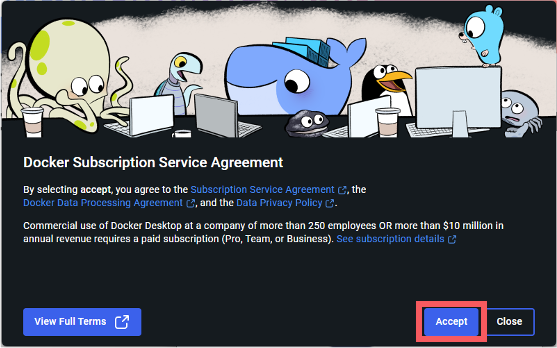 Docker Subscription Service Agreement
By selecting accept, you agree to the Subscription Service Agreement, the
Docker Data Processing Agreement, and the Data Privacy Policy.
Commercial use of Docker Desktop at a company of more than 250 employees OR more than $10 million in
annual revenue requires a paid subscription (Pro, Team, or Business). See subscription details
View Full Terms
Accept
Close